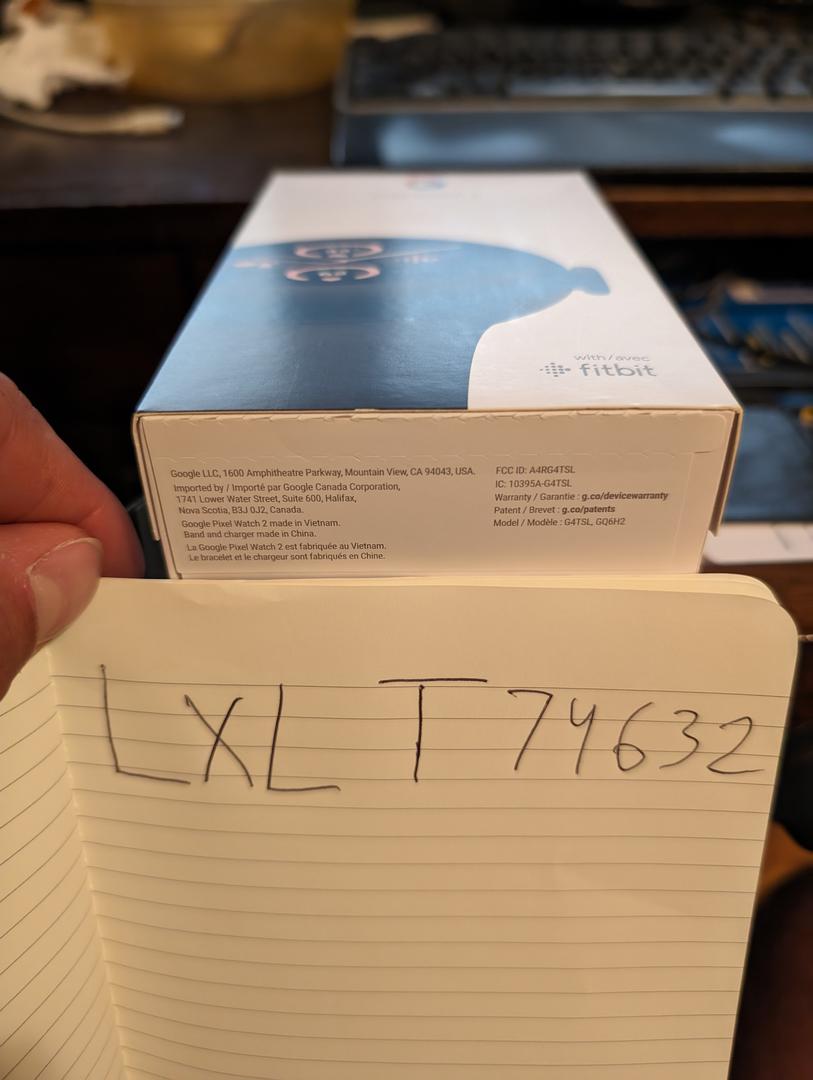 with/avec
fitbit
Google LLC, 1600 Amphitheatre Parkway, Mountain View, CA 94043, USA.
Imported by / Importé par Google Canada Corporation,
1741 Lower Water Street, Suite 600, Halifax,
Nova Scotia, B3J 0J2, Canada.
Google Pixel Watch 2 made in Vietnam.
Band and charger made in China.
La Google Pixel Watch 2 est fabriquée au Vietnam.
Le bracelet et le chargeur sont fabriqués en Chine.
FCC ID: A4RG4TSL
IC: 10395A-G4TSL
Warranty / Garantie : g.co/devicewarranty
Patent / Brevet : g.co/patents
Model / Modèle : G4TSL, GQ6H2
LXL T 74632